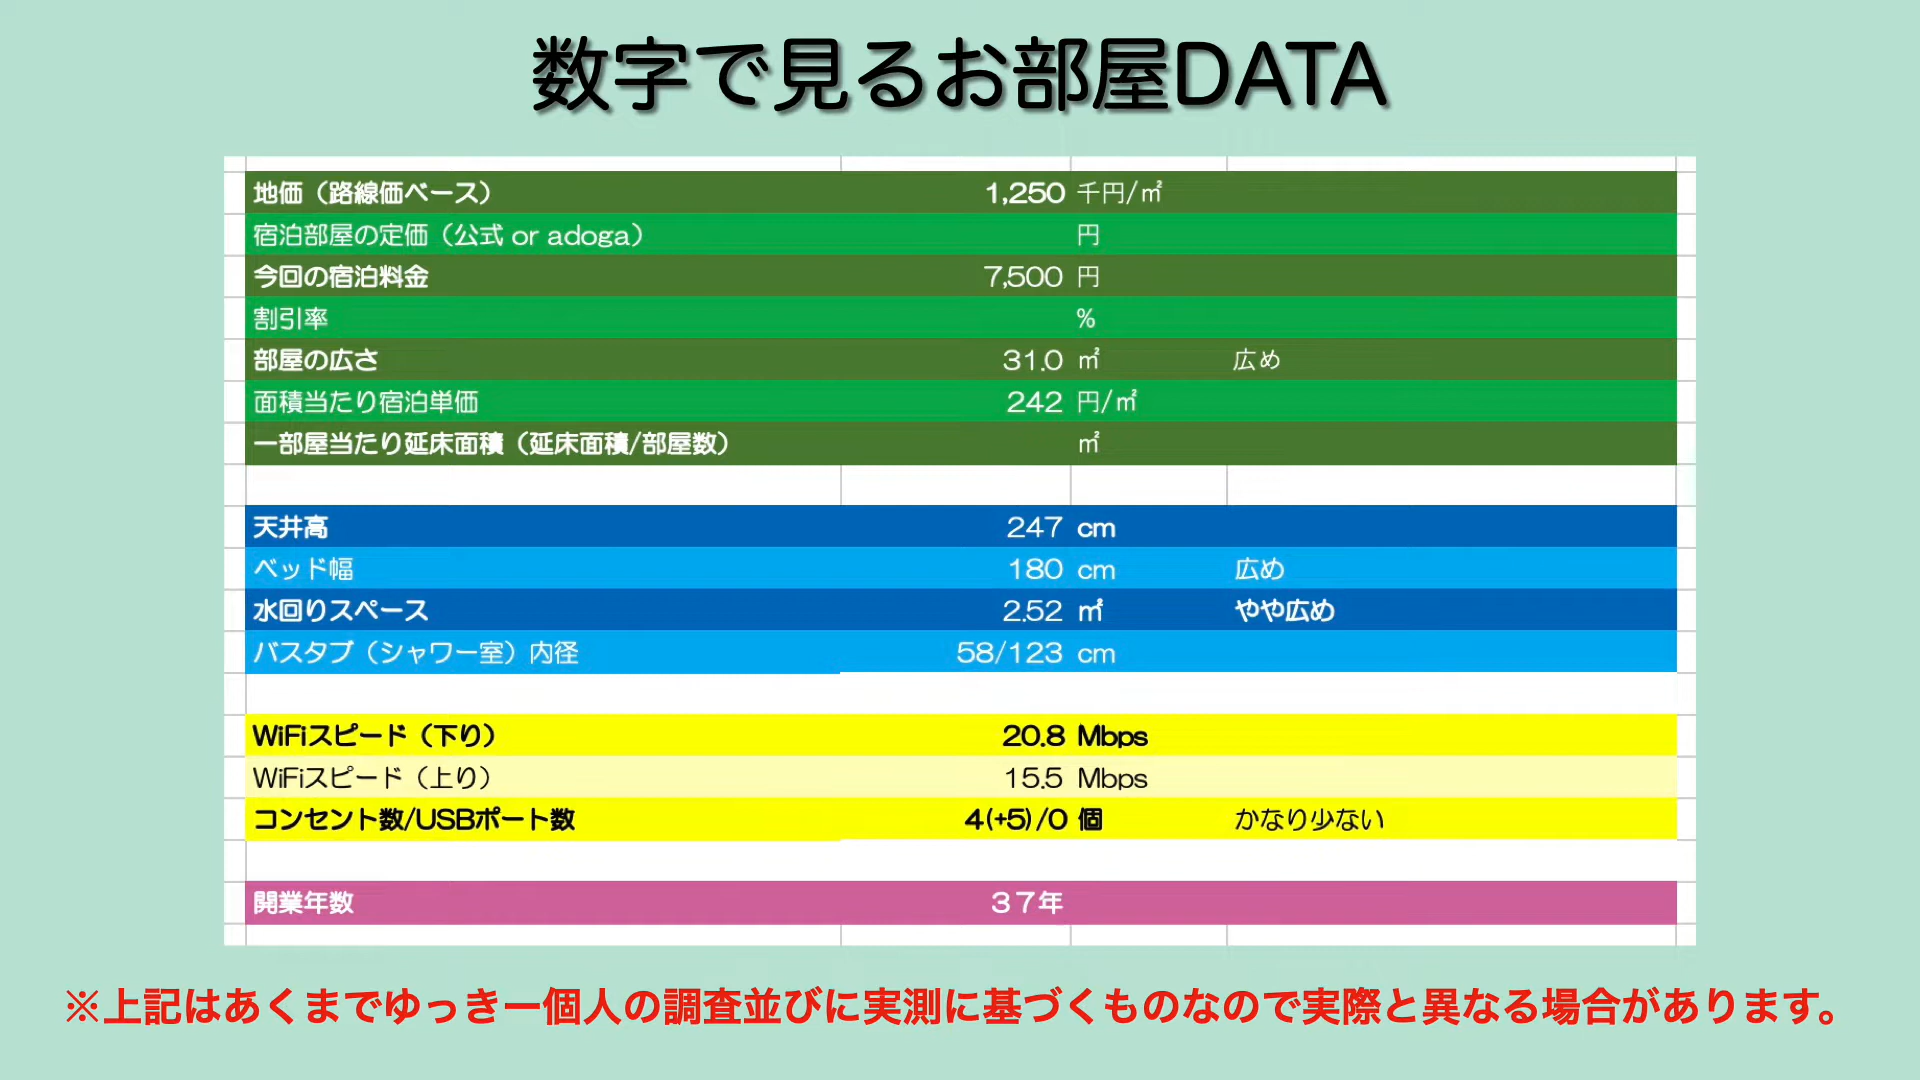 数字で見るお部屋DATA
地価（路線価ベース） 1,250 千円/㎡
宿泊部屋の定価（公式 or adoga） 円
今回の宿泊料金 7,500 円
割引率 %
部屋の広さ 31.0 ㎡ 広め
面積当たり宿泊単価 242 円/㎡
一部屋当たり延床面積（延床面積/部屋数） ㎡
天井高 247 cm
ベッド幅 180 cm 広め
水回りスペース 2.52 ㎡ やや広め
バスタブ（シャワー室）内径 58/123 cm
WiFiスピード（下り） 20.8 Mbps
WiFiスピード（上り） 15.5 Mbps
コンセント数/USBポート数 4(+5)/0 個 かなり少ない
開業年数 ３７年
※上記はあくまでゆっきー個人の調査並びに実測に基づくものなので実際と異なる場合があります。